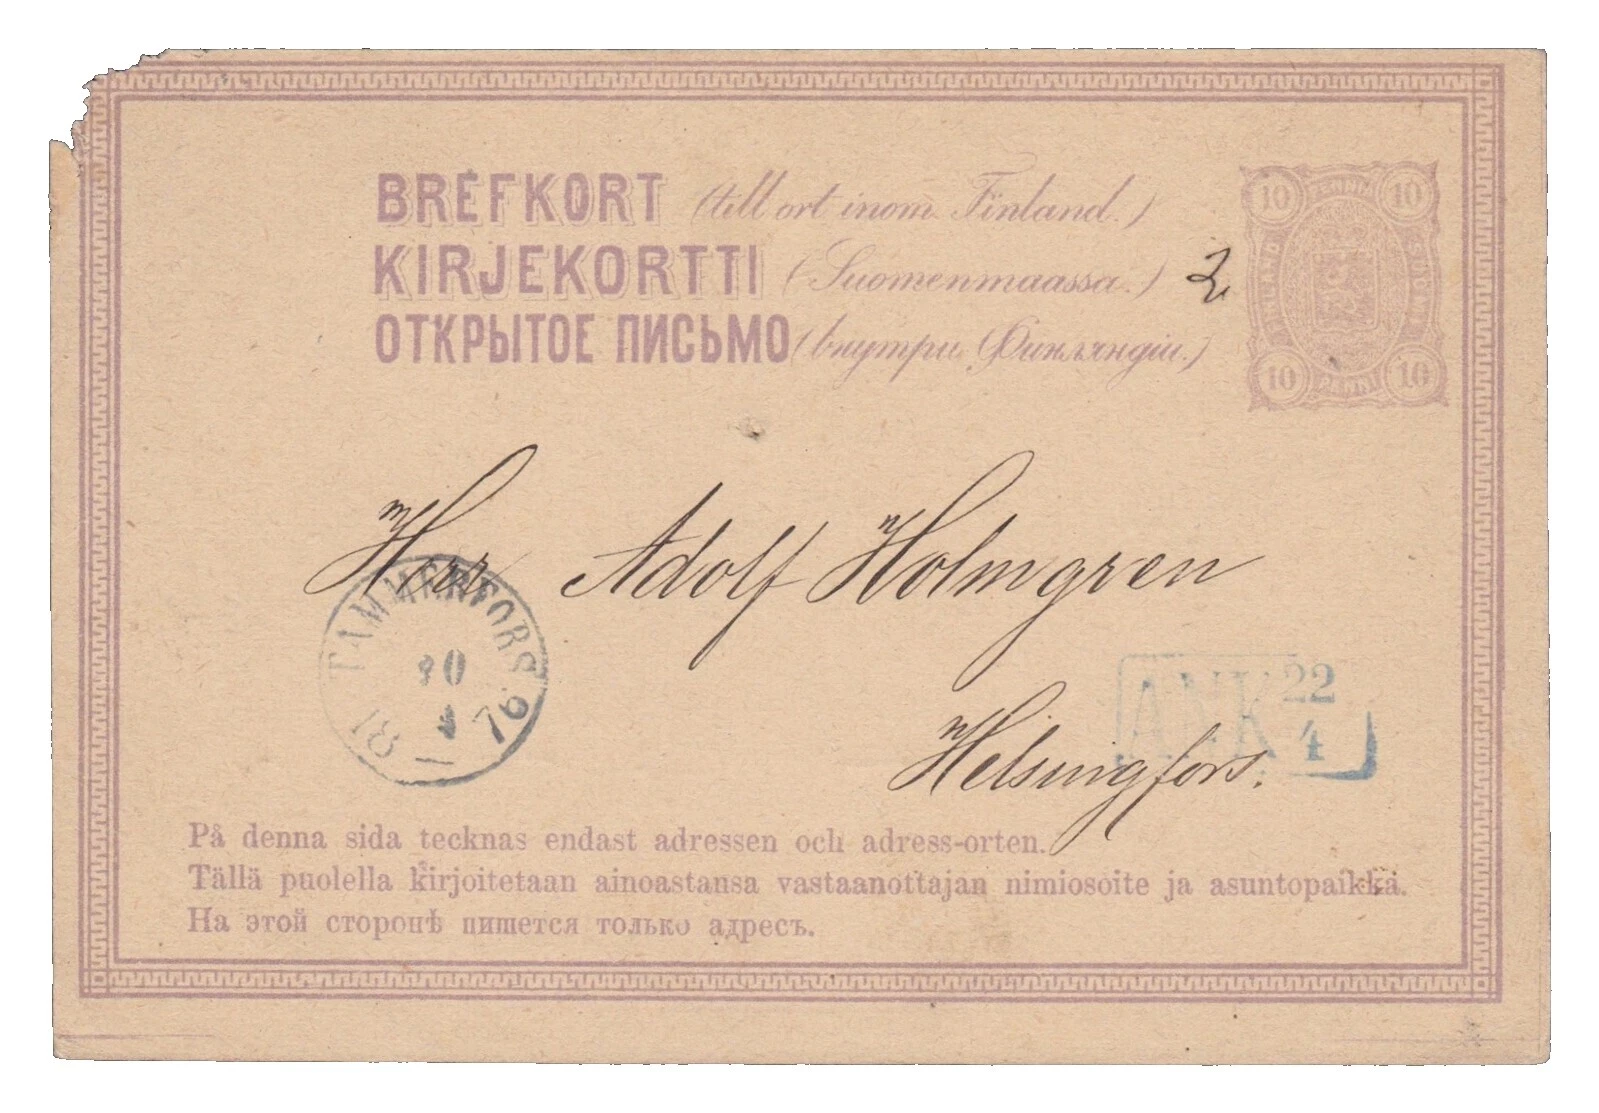 BREFKORT (till ort inom Finland.)
KIRJEKORTTI (Suomenmaassa.)
ОТКРЫТОЕ ПИСЬМО (внутри Финляндіи.)
2
10 PENNIÄ 10
FINLAND
10 PENNI 10
Herr Adolf Holmgren
Helsingfors.
TAMMERFORS
18 76
ANK 22
4
På denna sida tecknas endast adressen och adress-orten.
Tällä puolella kirjoitetaan ainoastansa vastaanottajan nimiosoite ja asuntopaikka.
На этой сторонѣ пишется только адресъ.